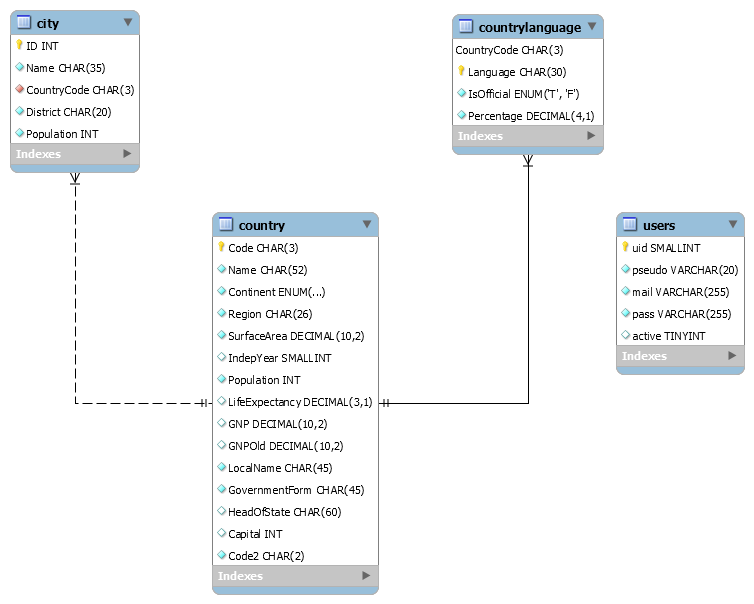 city
ID INT
Name CHAR(35)
CountryCode CHAR(3)
District CHAR(20)
Population INT
Indexes
countrylanguage
CountryCode CHAR(3)
Language CHAR(30)
IsOfficial ENUM('T', 'F')
Percentage DECIMAL(4,1)
Indexes
country
Code CHAR(3)
Name CHAR(52)
Continent ENUM(...)
Region CHAR(26)
SurfaceArea DECIMAL(10,2)
IndepYear SMALLINT
Population INT
LifeExpectancy DECIMAL(3,1)
GNP DECIMAL(10,2)
GNPOld DECIMAL(10,2)
LocalName CHAR(45)
GovernmentForm CHAR(45)
HeadOfState CHAR(60)
Capital INT
Code2 CHAR(2)
Indexes
users
uid SMALLINT
pseudo VARCHAR(20)
mail VARCHAR(255)
pass VARCHAR(255)
active TINYINT
Indexes